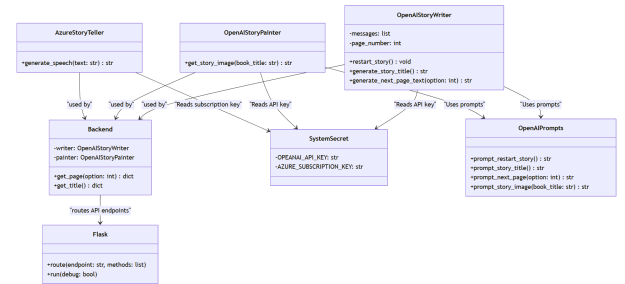 AzureStoryTeller
+generate_speech(text: str) : str
OpenAIStoryPainter
+get_story_image(book_title: str) : str
OpenAIStoryWriter
-messages: list
-page_number: int
+restart_story() : void
+generate_story_title() : str
+generate_next_page_text(option: int) : str
"used by"
"used by"
"used by"
"Reads subscription key"
"Reads API key"
"Reads API key"
"Uses prompts"
"Uses prompts"
Backend
-writer: OpenAIStoryWriter
-painter: OpenAIStoryPainter
+get_page(option: int) : dict
+get_title() : dict
SystemSecret
-OPEANAI_API_KEY: str
-AZURE_SUBSCRIPTION_KEY: str
OpenAIPrompts
+prompt_restart_story() : str
+prompt_story_title() : str
+prompt_next_page(option: int) : str
+prompt_story_image(book_title: str) : str
"routes API endpoints"
Flask
+route(endpoint: str, methods: list)
+run(debug: bool)